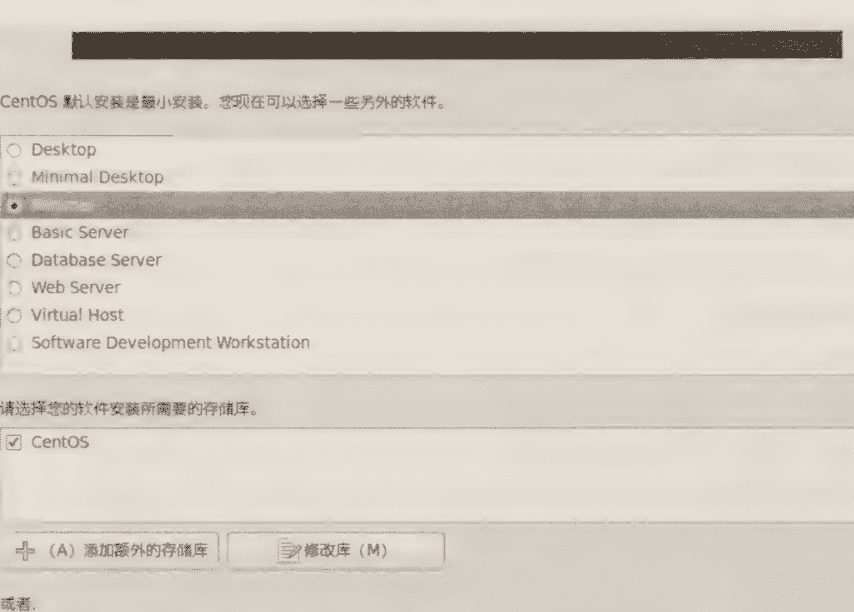 CentOS 默认安装是最小安装。您现在可以选择一些另外的软件。
Desktop
Minimal Desktop
Basic Server
Database Server
Web Server
Virtual Host
Software Development Workstation
请选择您的软件安装所需要的存储库。
CentOS
(A) 添加额外的存储库
修改库 (M)
或者,